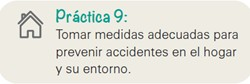 Práctica 9:
Tomar medidas adecuadas para
prevenir accidentes en el hogar
y su entorno.